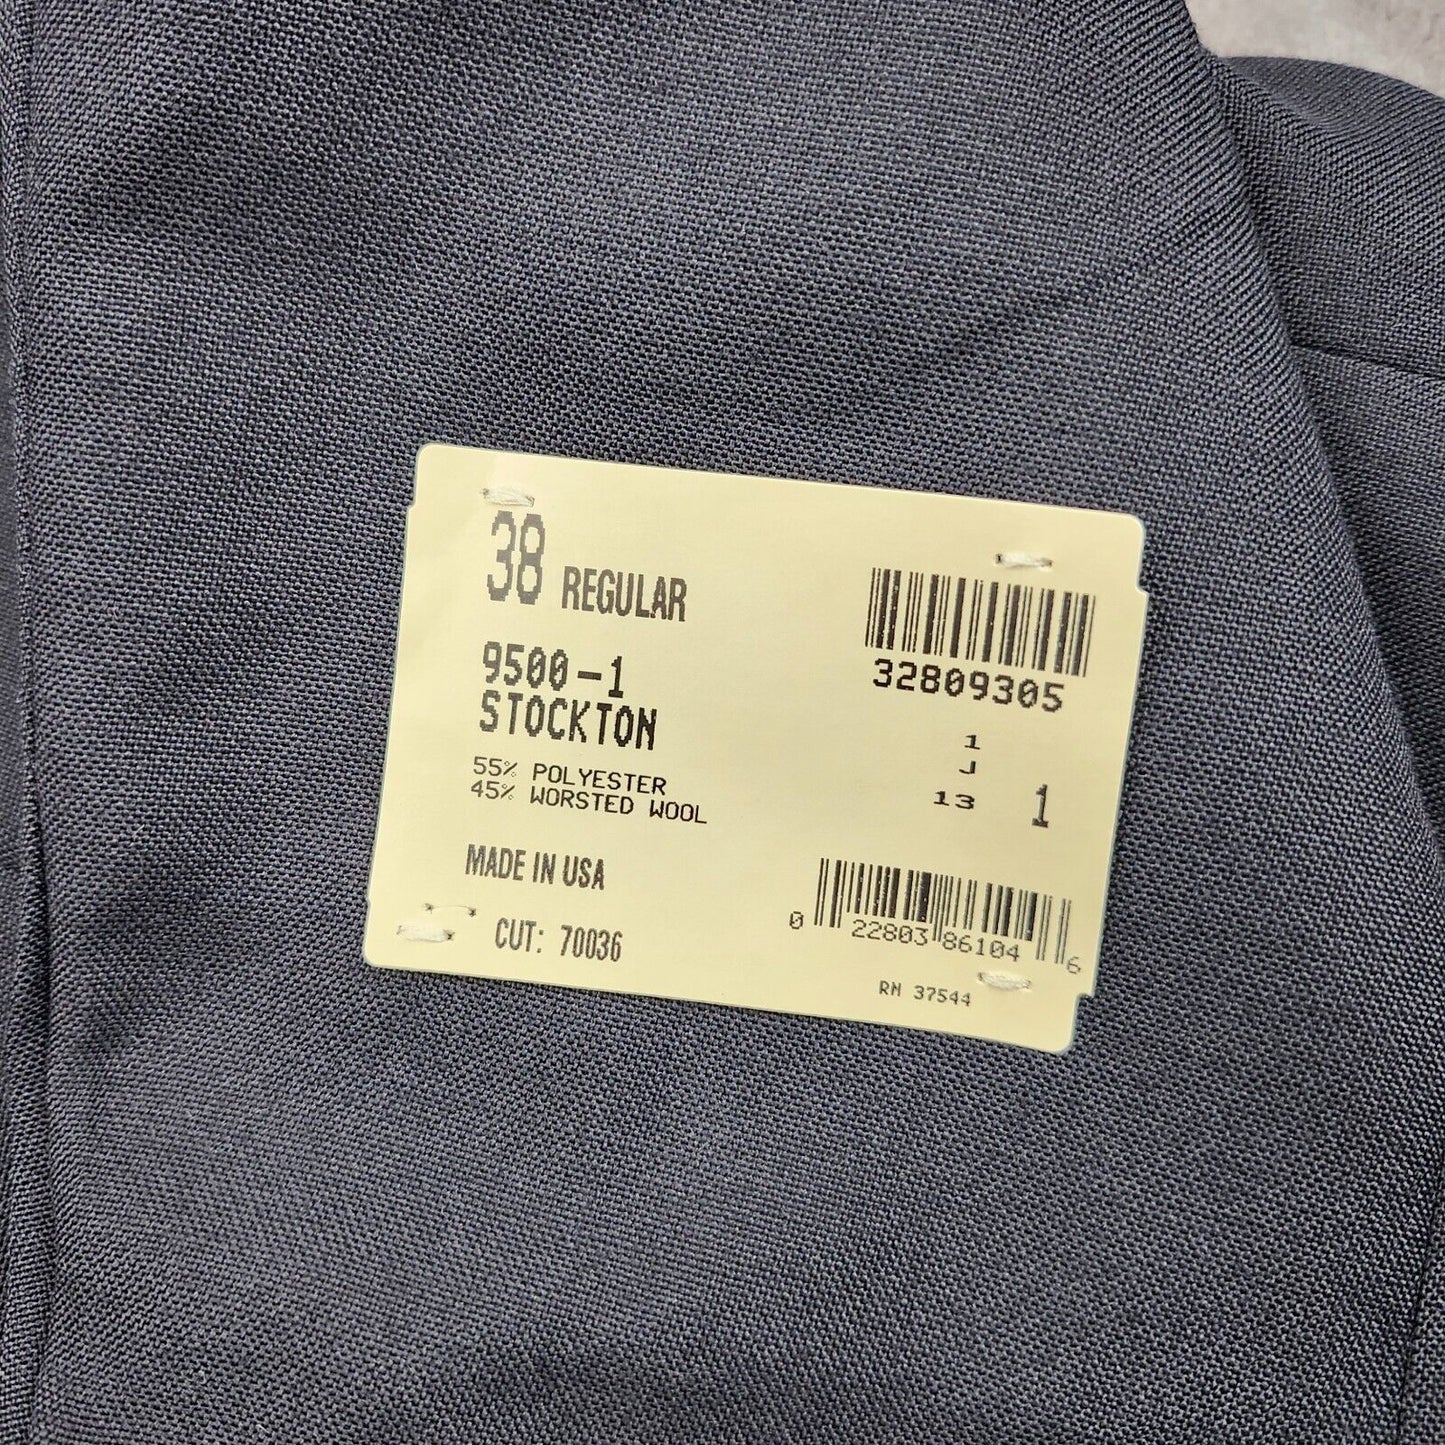 38 REGULAR
9500-1
STOCKTON
55% POLYESTER
45% WORSTED WOOL
MADE IN USA
CUT: 70036
32809305
1
J
13 1
0 22803 86104 6
RN 37544